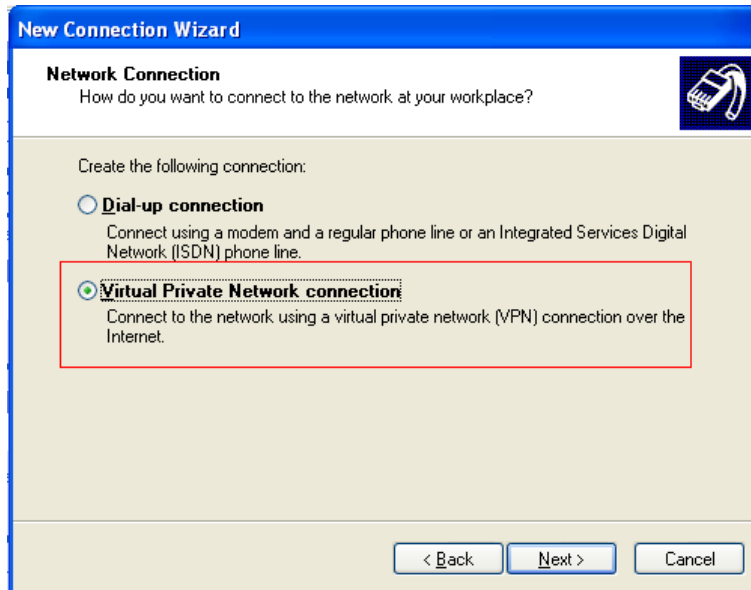 New Connection Wizard
Network Connection
How do you want to connect to the network at your workplace?
Create the following connection:
Dial-up connection
Connect using a modem and a regular phone line or an Integrated Services Digital
Network (ISDN) phone line.
Virtual Private Network connection
Connect to the network using a virtual private network (VPN) connection over the
Internet.
< Back
Next >
Cancel